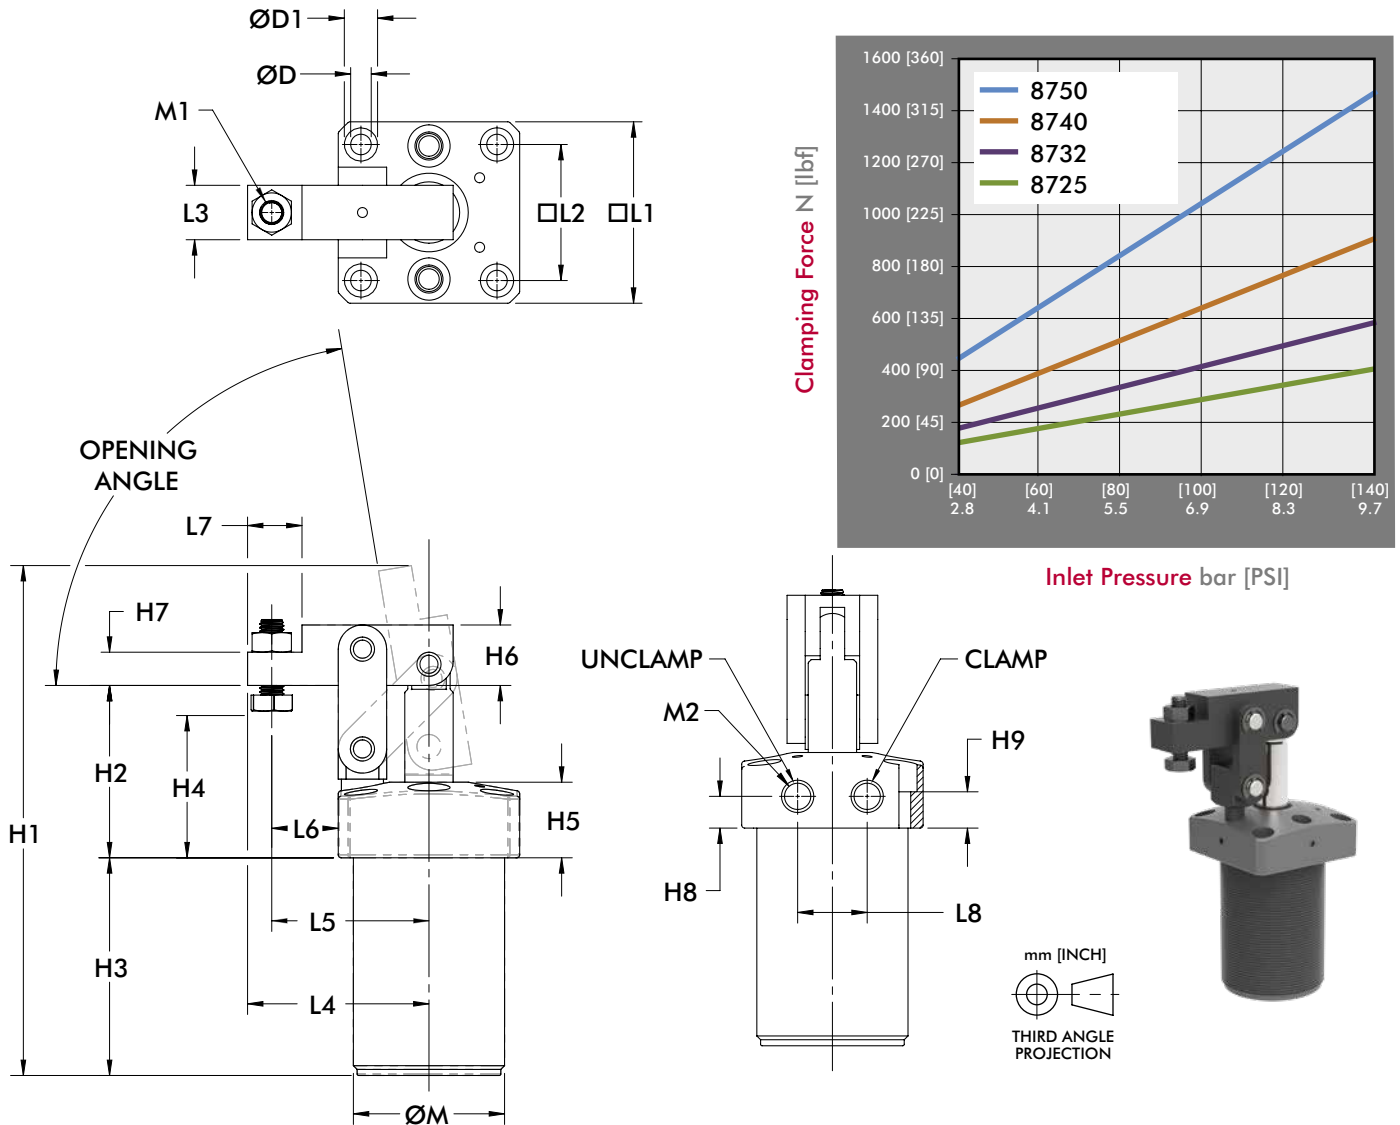 ØD1
ØD
M1
L3
□L2
□L1
OPENING
ANGLE
L7
H7
H6
H2
H4
H1
L6
H5
L5
H3
L4
ØM
1600 [360]
1400 [315]
1200 [270]
1000 [225]
800 [180]
600 [135]
400 [90]
200 [45]
0 [0]
Clamping Force N [lbf]
8750
8740
8732
8725
[40] [60] [80] [100] [120] [140]
2.8 4.1 5.5 6.9 8.3 9.7
Inlet Pressure bar [PSI]
UNCLAMP
CLAMP
M2
H9
H8
L8
mm [INCH]
THIRD ANGLE
PROJECTION